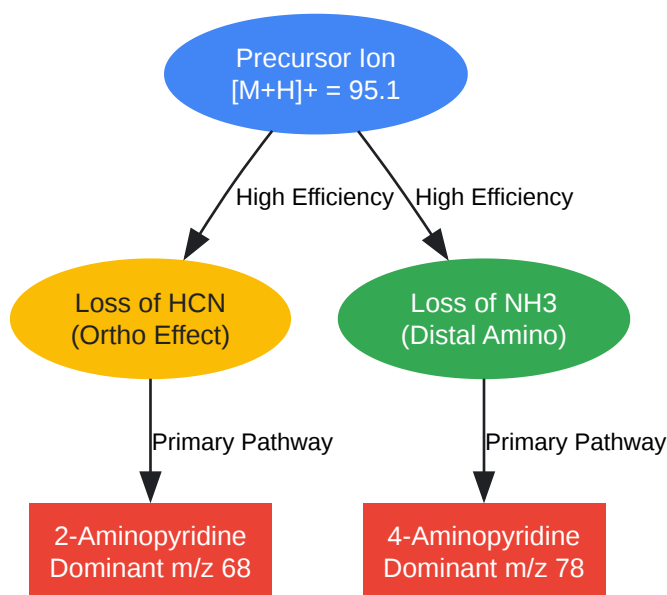 Precursor Ion
[M+H]+ = 95.1
High Efficiency
High Efficiency
Loss of HCN
(Ortho Effect)
Loss of NH3
(Distal Amino)
Primary Pathway
Primary Pathway
2-Aminopyridine
Dominant m/z 68
4-Aminopyridine
Dominant m/z 78